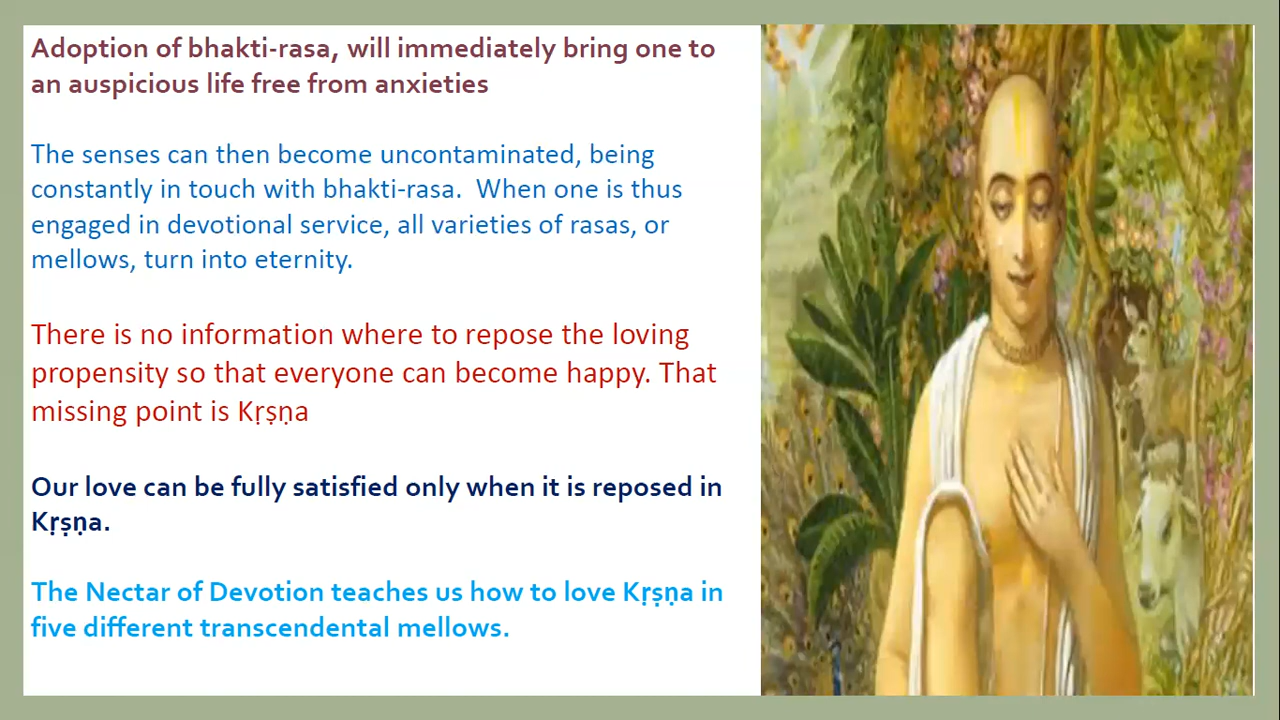 Adoption of bhakti-rasa, will immediately bring one to
an auspicious life free from anxieties
The senses can then become uncontaminated, being
constantly in touch with bhakti-rasa.  When one is thus
engaged in devotional service, all varieties of rasas, or
mellows, turn into eternity.
There is no information where to repose the loving
propensity so that everyone can become happy. That
missing point is Kṛṣṇa
Our love can be fully satisfied only when it is reposed in
Kṛṣṇa.
The Nectar of Devotion teaches us how to love Kṛṣṇa in
five different transcendental mellows.